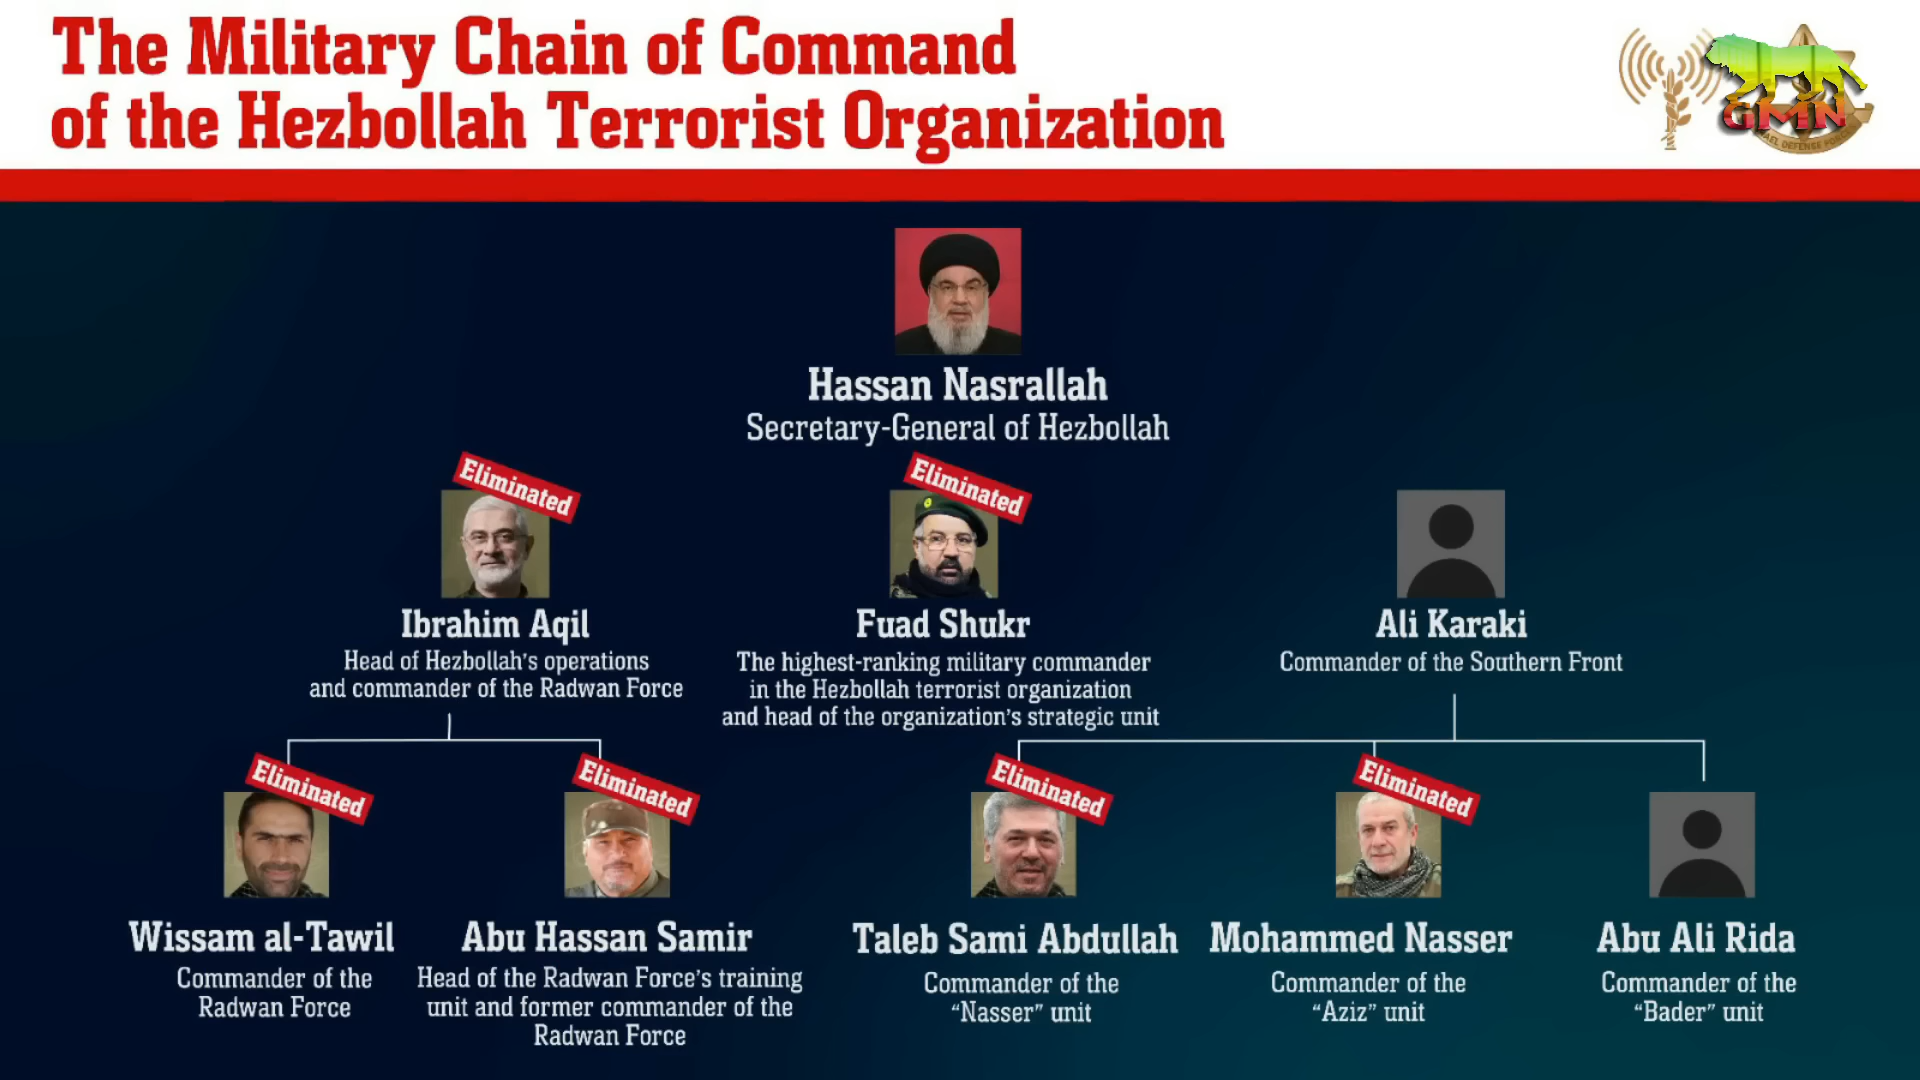 The Military Chain of Command
of the Hezbollah Terrorist Organization
GMN
Hassan Nasrallah
Secretary-General of Hezbollah
Eliminated
Ibrahim Aqil
Head of Hezbollah's operations
and commander of the Radwan Force
Eliminated
Fuad Shukr
The highest-ranking military commander
in the Hezbollah terrorist organization
and head of the organization's strategic unit
Ali Karaki
Commander of the Southern Front
Eliminated
Wissam al-Tawil
Commander of the
Radwan Force
Eliminated
Abu Hassan Samir
Head of the Radwan Force's training
unit and former commander of the
Radwan Force
Eliminated
Taleb Sami Abdullah
Commander of the
“Nasser” unit
Eliminated
Mohammed Nasser
Commander of the
“Aziz” unit
Abu Ali Rida
Commander of the
“Bader” unit